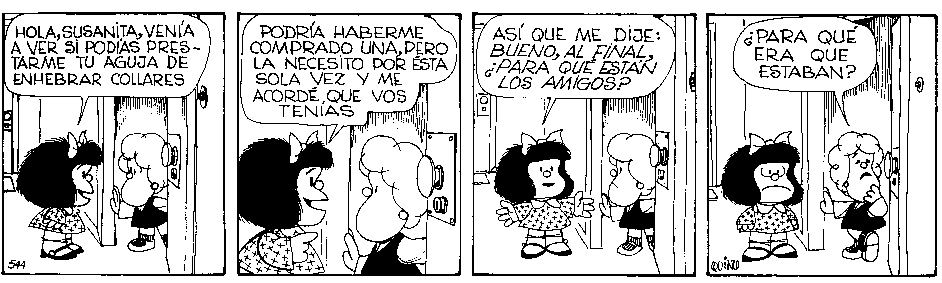 HOLA, SUSANITA, VENÍA
A VER SI PODÍAS PRES-
TARME TU AGUJA DE
ENHEBRAR COLLARES
544
PODRÍA HABERME
COMPRADO UNA, PERO
LA NECESITO POR ÉSTA
SOLA VEZ Y ME
ACORDÉ, QUE VOS
TENÍAS
ASÍ QUE ME DIJE:
BUENO, AL FINAL,
¿PARA QUÉ ESTÁN
LOS AMIGOS?
¿PARA QUÉ
ERA QUE
ESTABAN?
QUINO